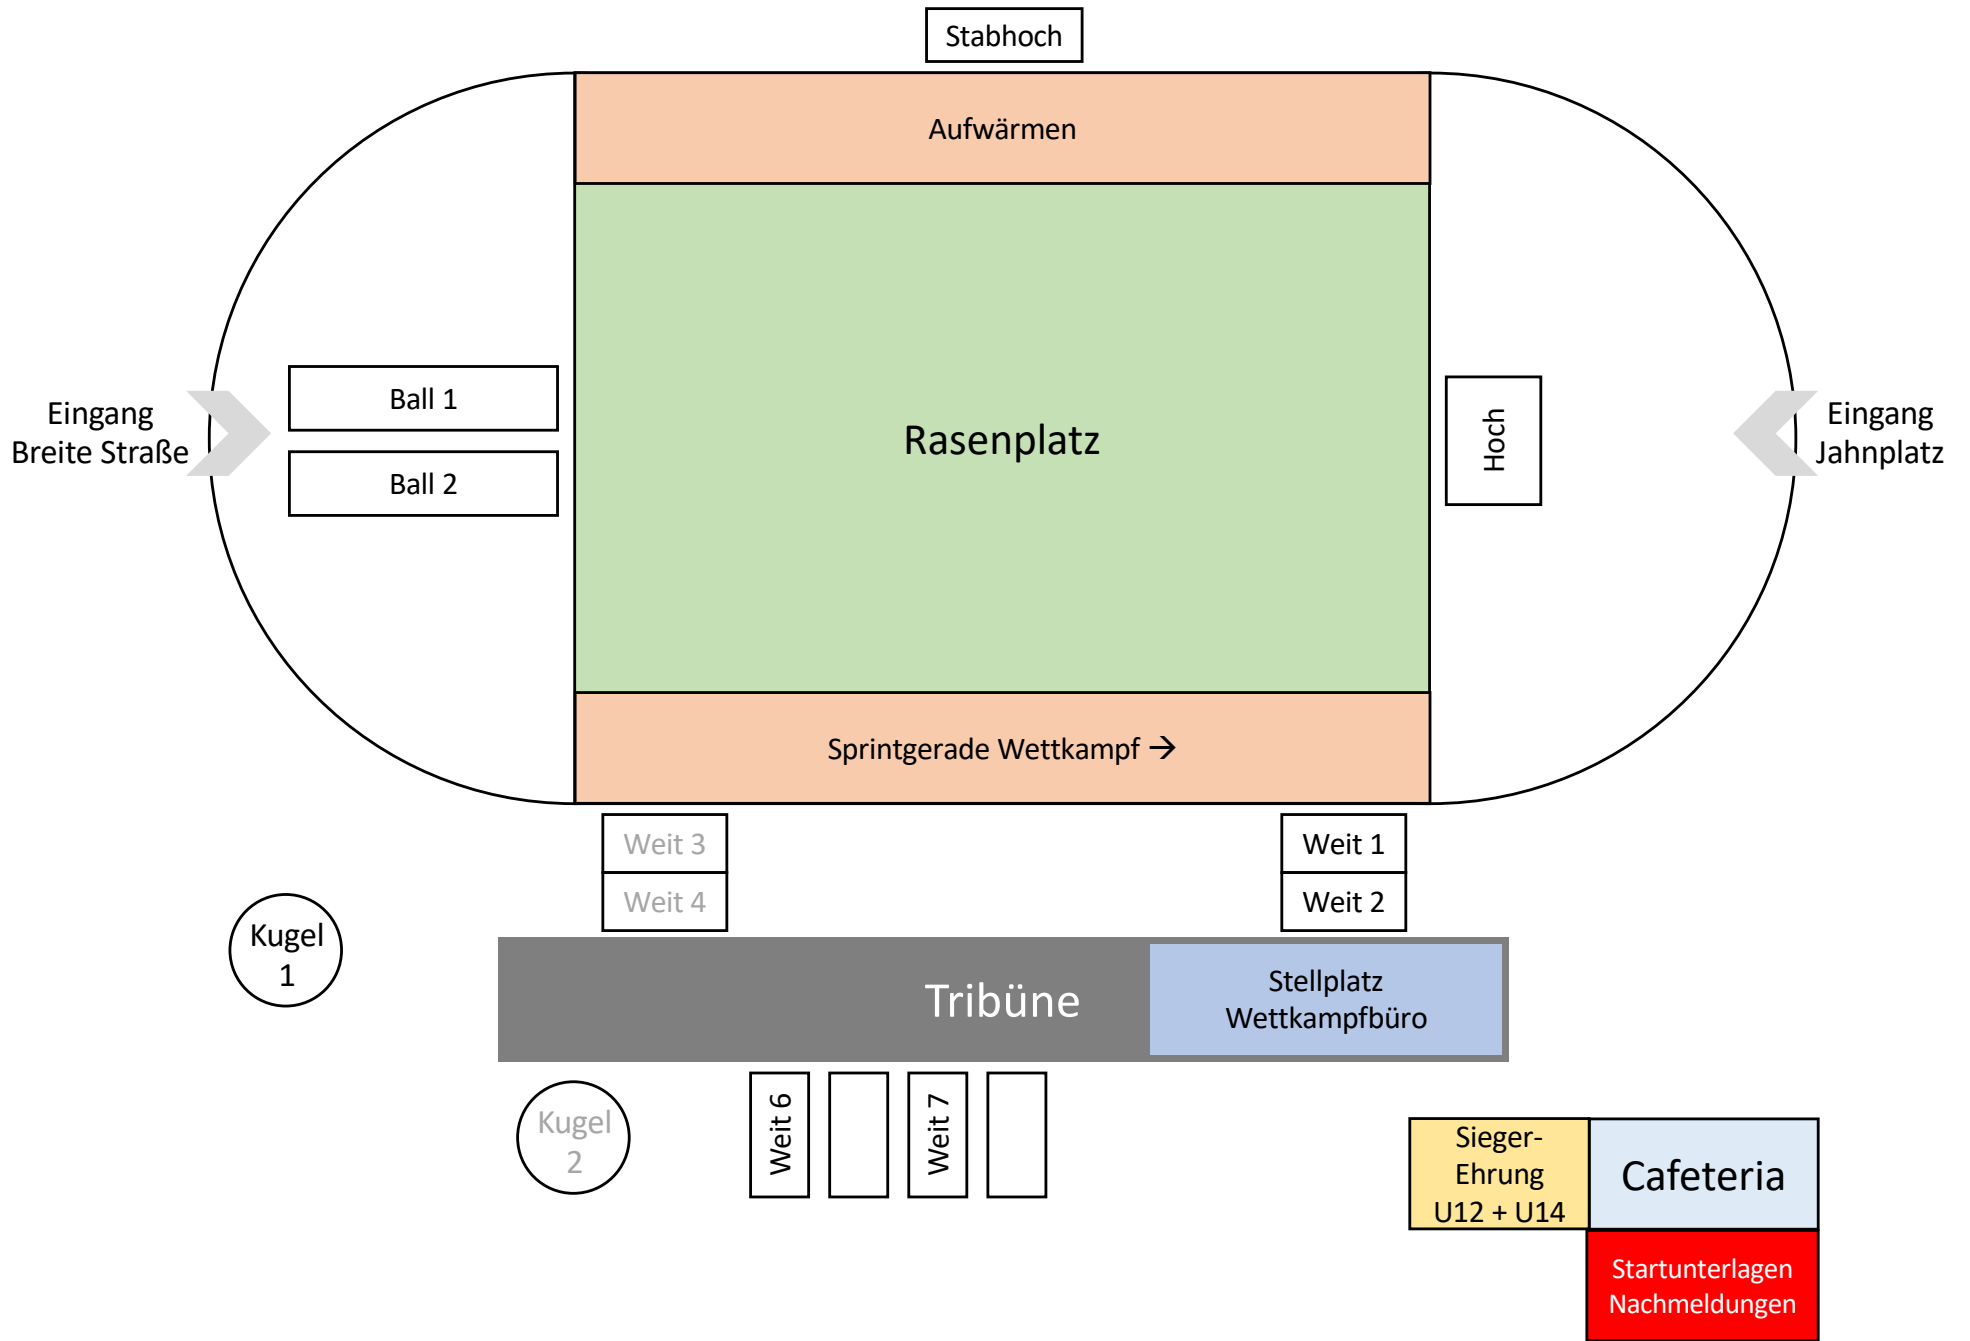 Stabhoch
Aufwärmen
Eingang
Breite Straße
Ball 1
Ball 2
Rasenplatz
Hoch
Eingang
Jahnplatz
Sprintgerade Wettkampf →
Weit 3
Weit 4
Weit 1
Weit 2
Kugel
1
Tribüne
Stellplatz
Wettkampfbüro
Kugel
2
Weit 6
Weit 7
Sieger-
Ehrung
U12 + U14
Cafeteria
Startunterlagen
Nachmeldungen